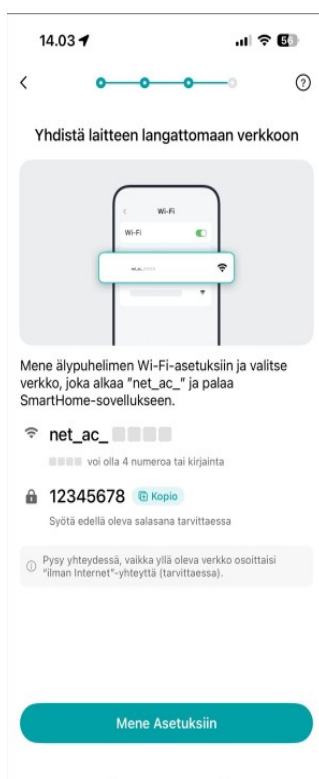 14.03
56
Yhdistä laitteen langattomaan verkkoon
Wi-Fi
Wi-Fi
Mene älypuhelimen Wi-Fi-asetuksiin ja valitse
verkko, joka alkaa "net_ac_" ja palaa
SmartHome-sovellukseen.
net_ac_
voi olla 4 numeroa tai kirjainta
12345678 Kopio
Syötä edellä oleva salasana tarvittaessa
Pysy yhteydessä, vaikka yllä oleva verkko osoittaisi
"ilman Internet"-yhteyttä (tarvittaessa).
Mene Asetuksiin